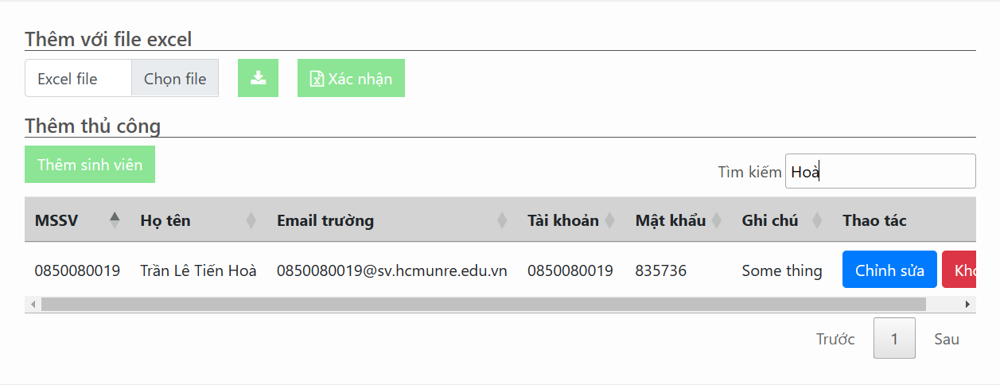 Thêm với file excel
Excel file Chọn file Xác nhận
Thêm thủ công
Thêm sinh viên
Tìm kiếm Hoà
MSSV Họ tên Email trường Tài khoản Mật khẩu Ghi chú Thao tác
0850080019 Trần Lê Tiến Hoà 0850080019@sv.hcmunre.edu.vn 0850080019 835736 Some thing Chỉnh sửa
Trước 1 Sau